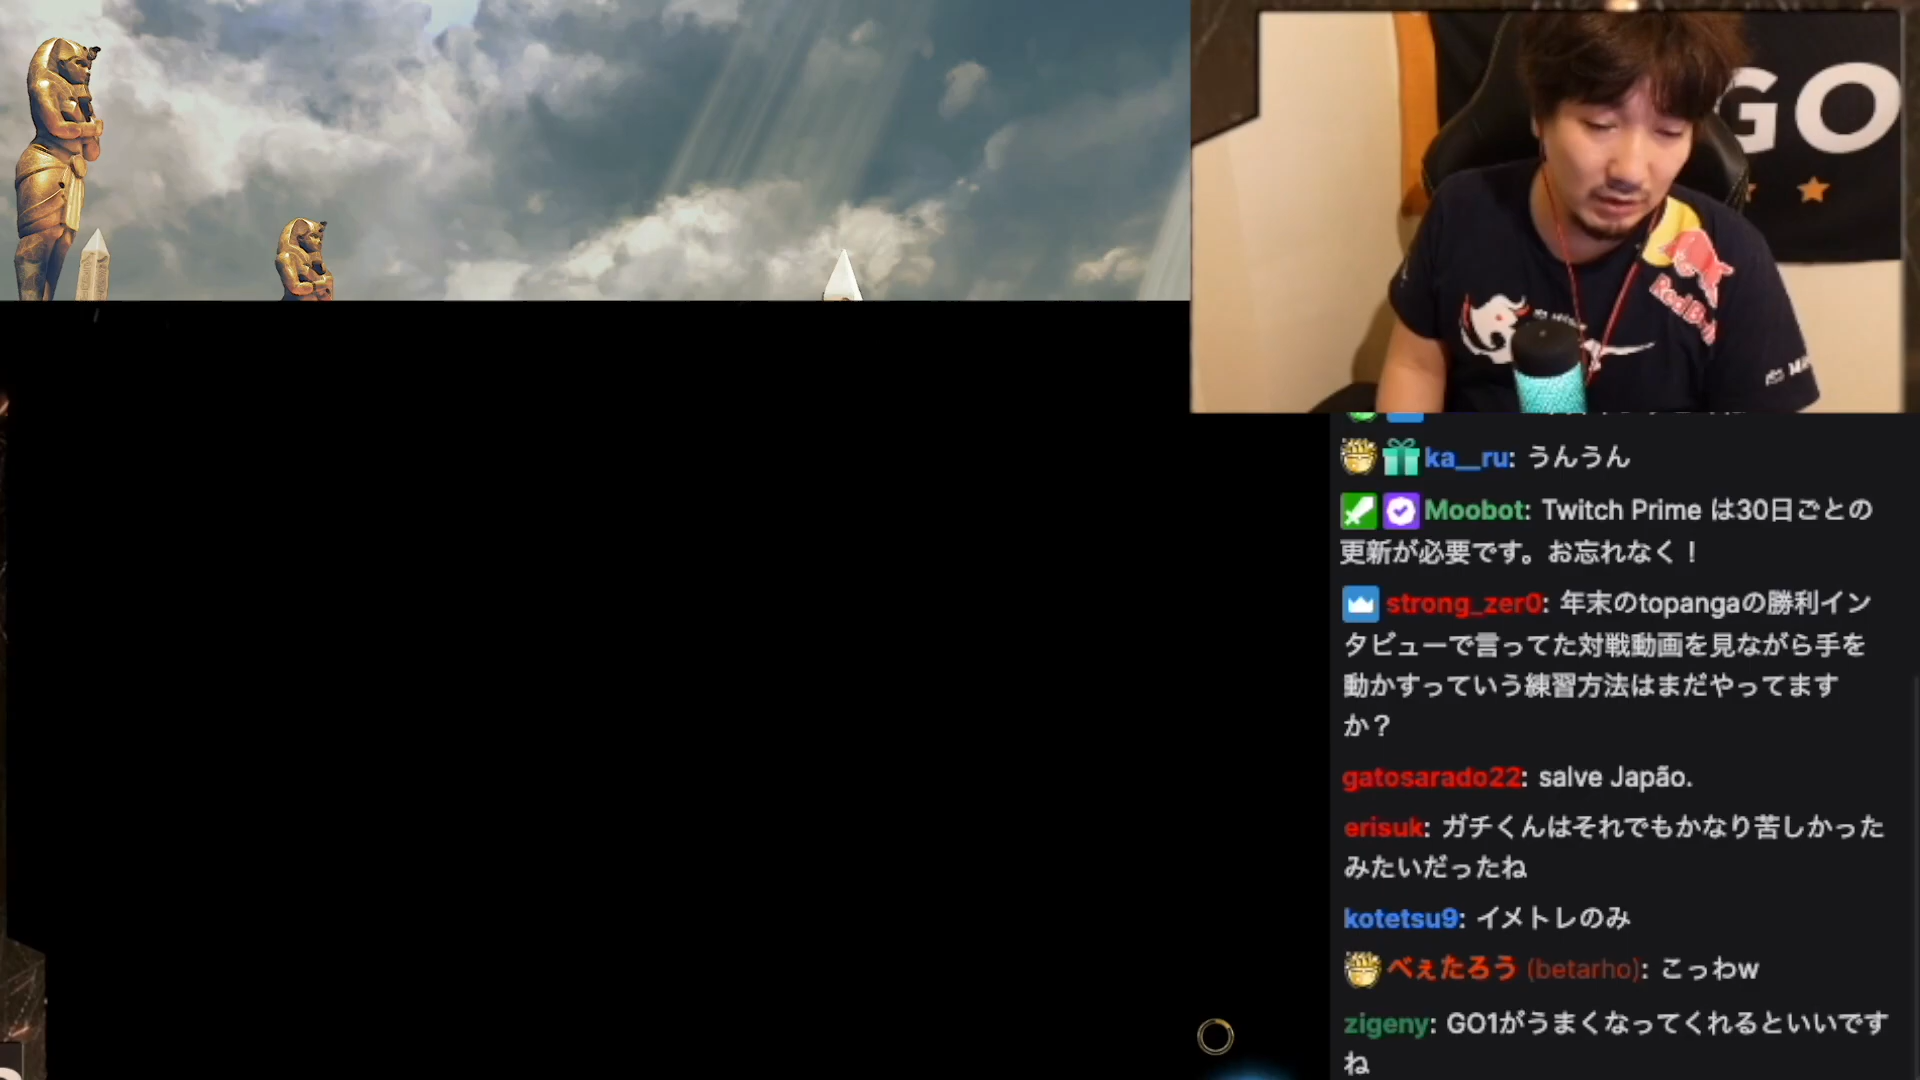 GO
Red Bull
ka__ru: うんうん
Moobot: Twitch Prime は30日ごとの
更新が必要です。お忘れなく！
strong_zer0: 年末のtopangaの勝利イン
タビューで言ってた対戦動画を見ながら手を
動かすっていう練習方法はまだやってます
か？
gatosarado22: salve Japão.
erisuk: ガチくんはそれでもかなり苦しかった
みたいだったね
kotetsu9: イメトレのみ
べぇたろう (betarho): こっわw
zigeny: GO1がうまくなってくれるといいです
ね